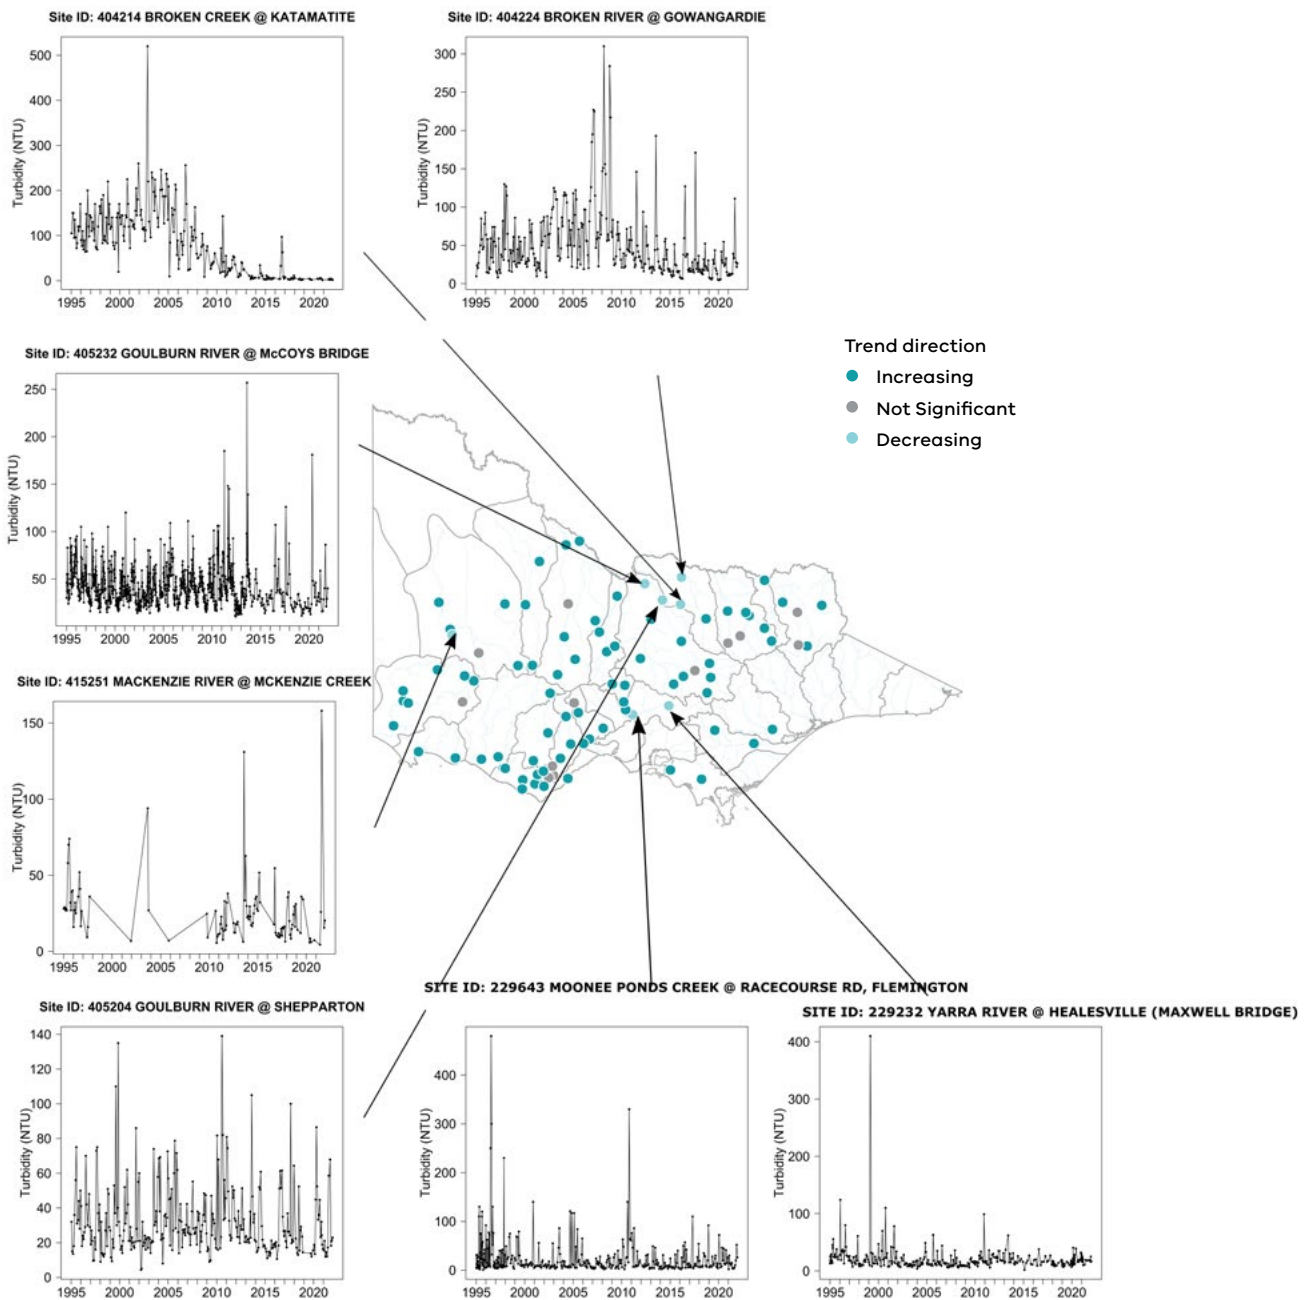 Site ID: 404214 BROKEN CREEK @ KATAMATITE
Turbidity (NTU)
500
400
300
200
100
0
1995 2000 2005 2010 2015 2020
Site ID: 404224 BROKEN RIVER @ GOWANGARDIE
Turbidity (NTU)
300
250
200
150
100
50
0
1995 2000 2005 2010 2015 2020
Trend direction
Increasing
Not Significant
Decreasing
Site ID: 405232 GOULBURN RIVER @ McCOYS BRIDGE
Turbidity (NTU)
250
200
150
100
50
1995 2000 2005 2010 2015 2020
Site ID: 415251 MACKENZIE RIVER @ MCKENZIE CREEK
Turbidity (NTU)
150
100
50
0
1995 2000 2005 2010 2015 2020
Site ID: 405204 GOULBURN RIVER @ SHEPPARTON
Turbidity (NTU)
140
120
100
80
60
40
20
0
1995 2000 2005 2010 2015 2020
SITE ID: 229643 MOONEE PONDS CREEK @ RACECOURSE RD, FLEMINGTON
Turbidity (NTU)
400
300
200
100
0
1995 2000 2005 2010 2015 2020
SITE ID: 229232 YARRA RIVER @ HEALESVILLE (MAXWELL BRIDGE)
Turbidity (NTU)
400
300
200
100
0
1995 2000 2005 2010 2015 2020